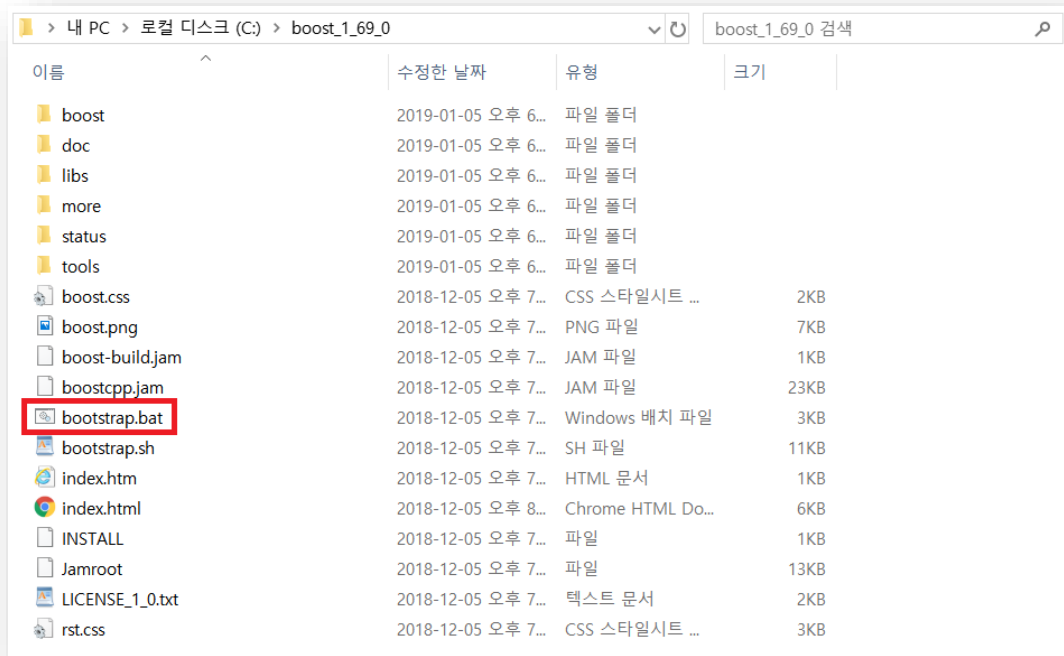 내 PC > 로컬 디스크 (C:) > boost_1_69_0 boost_1_69_0 검색
이름 수정한 날짜 유형 크기
boost 2019-01-05 오후 6... 파일 폴더
doc 2019-01-05 오후 6... 파일 폴더
libs 2019-01-05 오후 6... 파일 폴더
more 2019-01-05 오후 6... 파일 폴더
status 2019-01-05 오후 6... 파일 폴더
tools 2019-01-05 오후 6... 파일 폴더
boost.css 2018-12-05 오후 7... CSS 스타일시트 ... 2KB
boost.png 2018-12-05 오후 7... PNG 파일 7KB
boost-build.jam 2018-12-05 오후 7... JAM 파일 1KB
boostcpp.jam 2018-12-05 오후 7... JAM 파일 23KB
bootstrap.bat 2018-12-05 오후 7... Windows 배치 파일 3KB
bootstrap.sh 2018-12-05 오후 7... SH 파일 11KB
index.htm 2018-12-05 오후 7... HTML 문서 1KB
index.html 2018-12-05 오후 8... Chrome HTML Do... 6KB
INSTALL 2018-12-05 오후 7... 파일 1KB
Jamroot 2018-12-05 오후 7... 파일 13KB
LICENSE_1_0.txt 2018-12-05 오후 7... 텍스트 문서 2KB
rst.css 2018-12-05 오후 7... CSS 스타일시트 ... 3KB